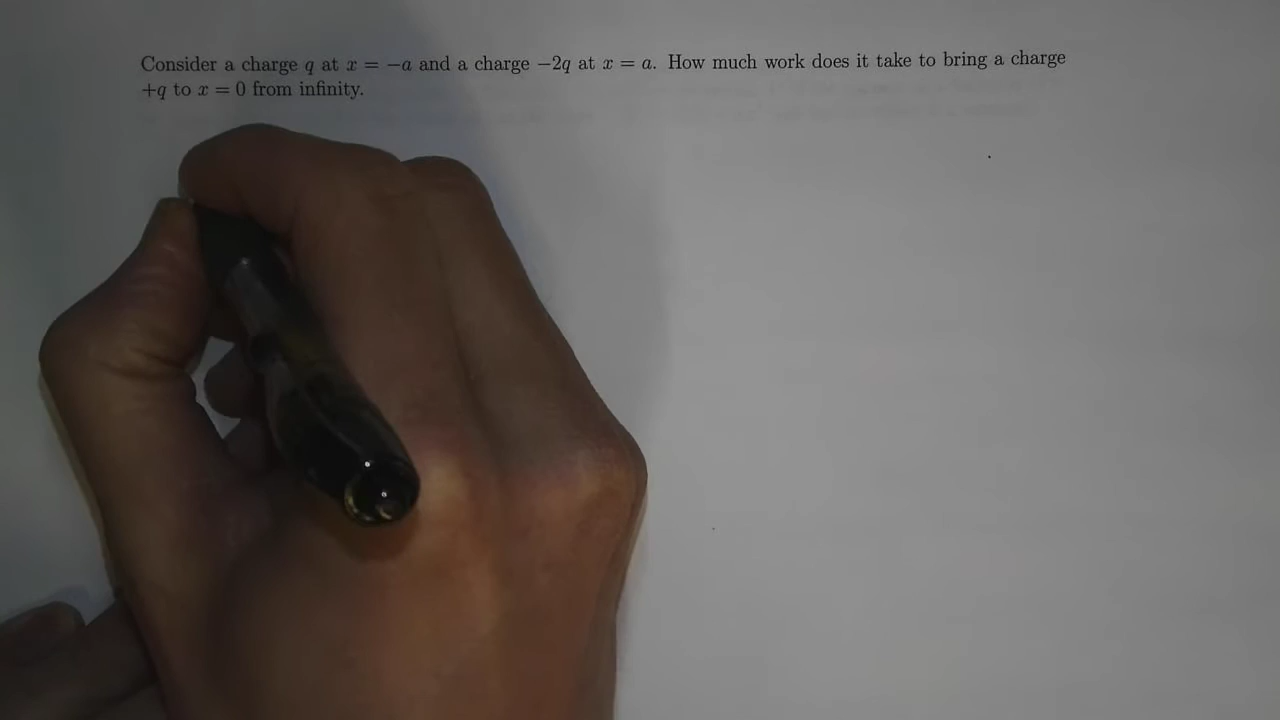 Consider a charge q at x = −a and a charge −2q at x = a. How much work does it take to bring a charge
+q to x = 0 from infinity.